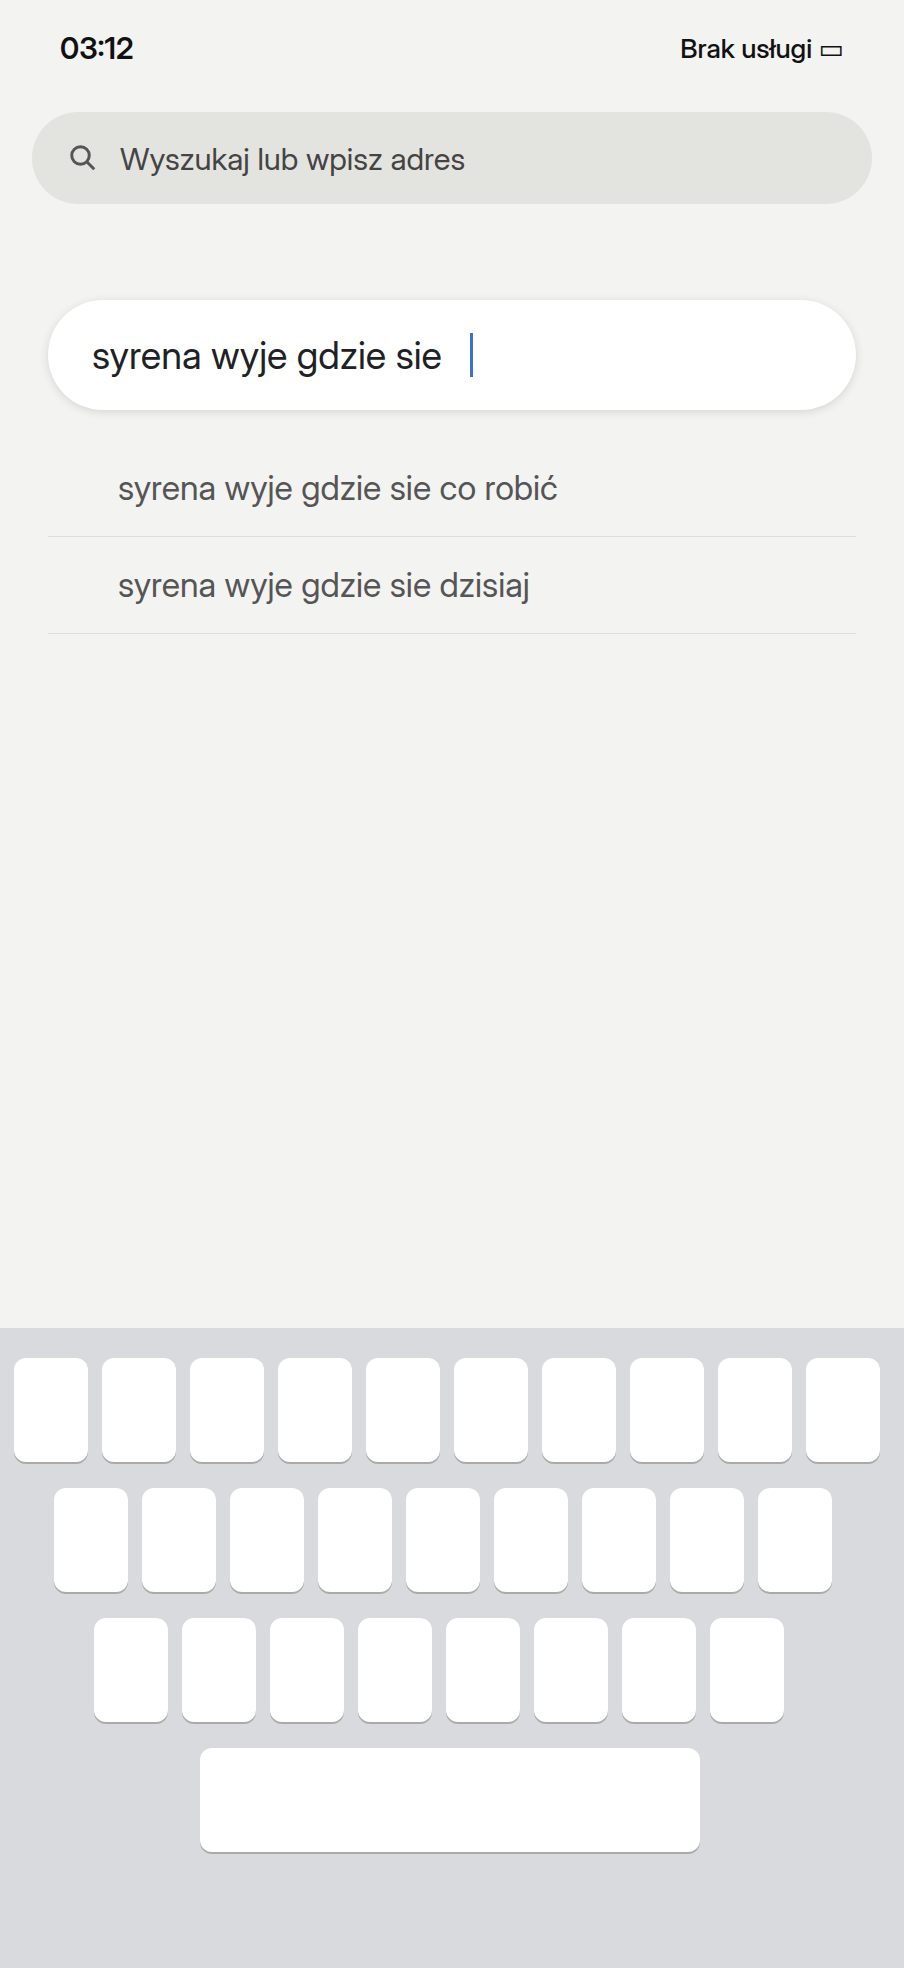 03:12
Brak usługi
Wyszukaj lub wpisz adres
syrena wyje gdzie sie
syrena wyje gdzie sie co robić
syrena wyje gdzie sie dzisiaj